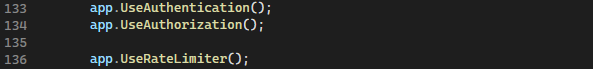 133 app.UseAuthentication();
134 app.UseAuthorization();
135
136 app.UseRateLimiter();